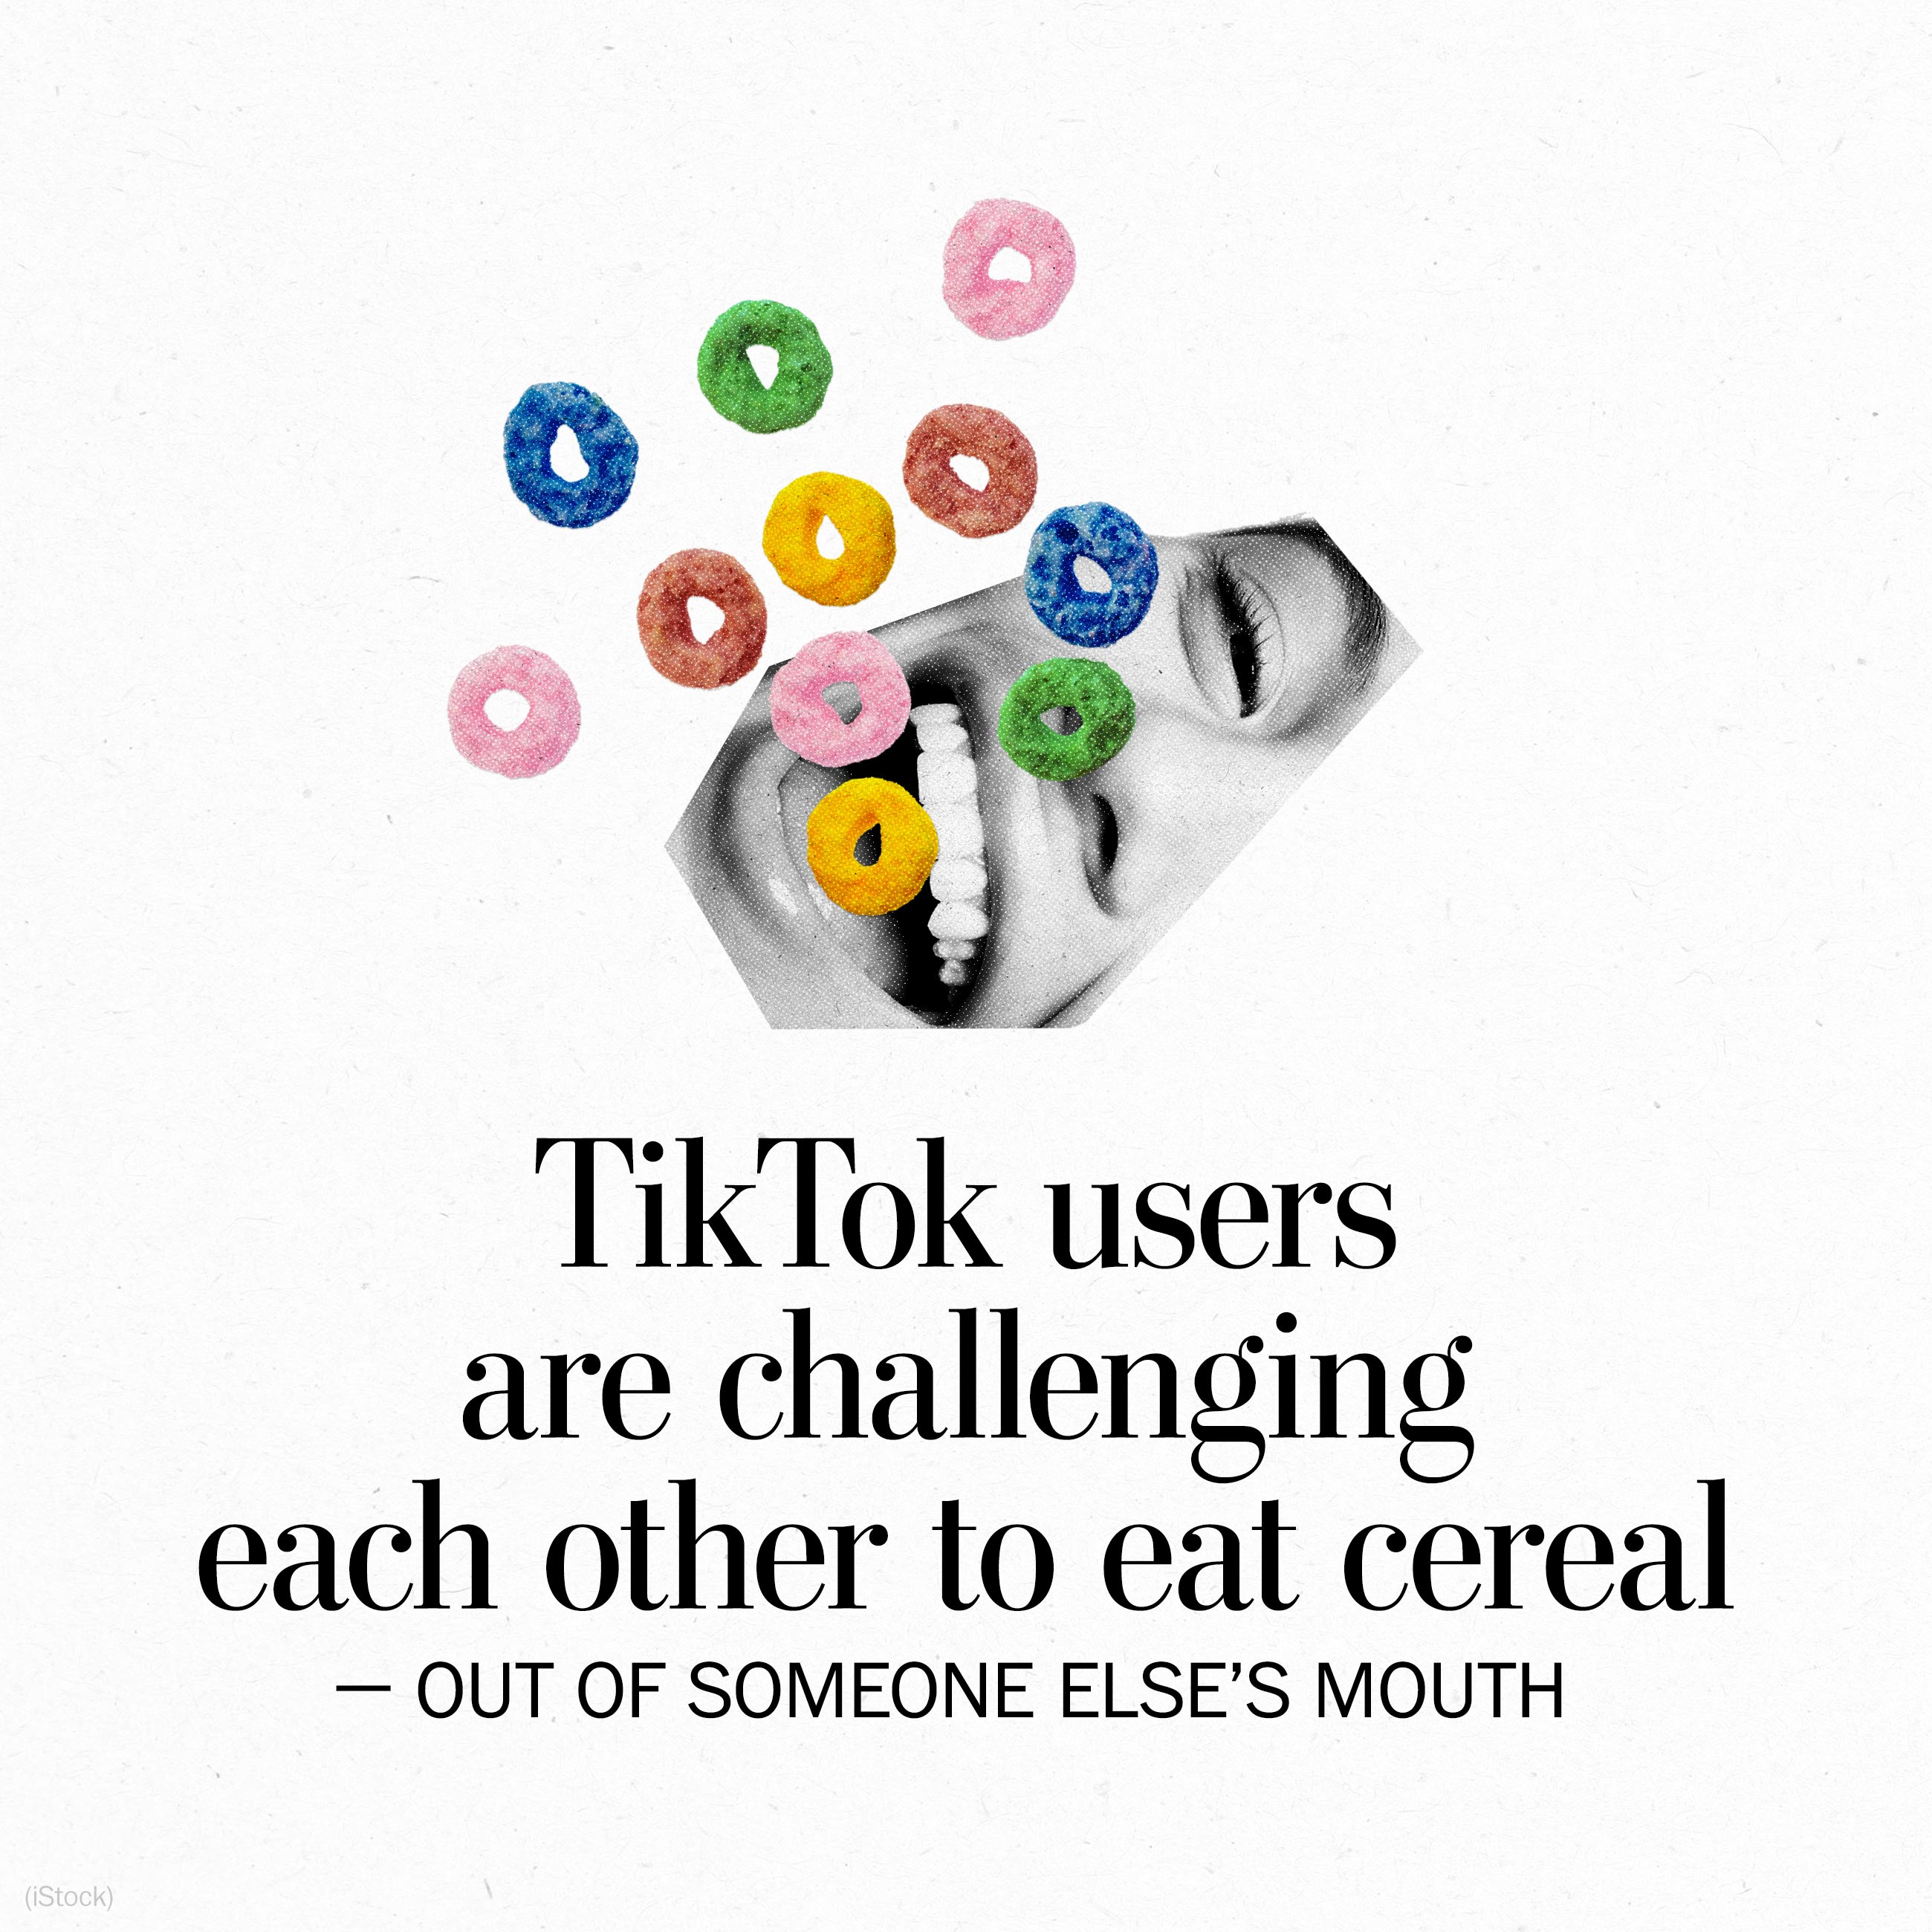 TikTok users
are challenging
each other to eat cereal
— OUT OF SOMEONE ELSE’S MOUTH
(iStock)